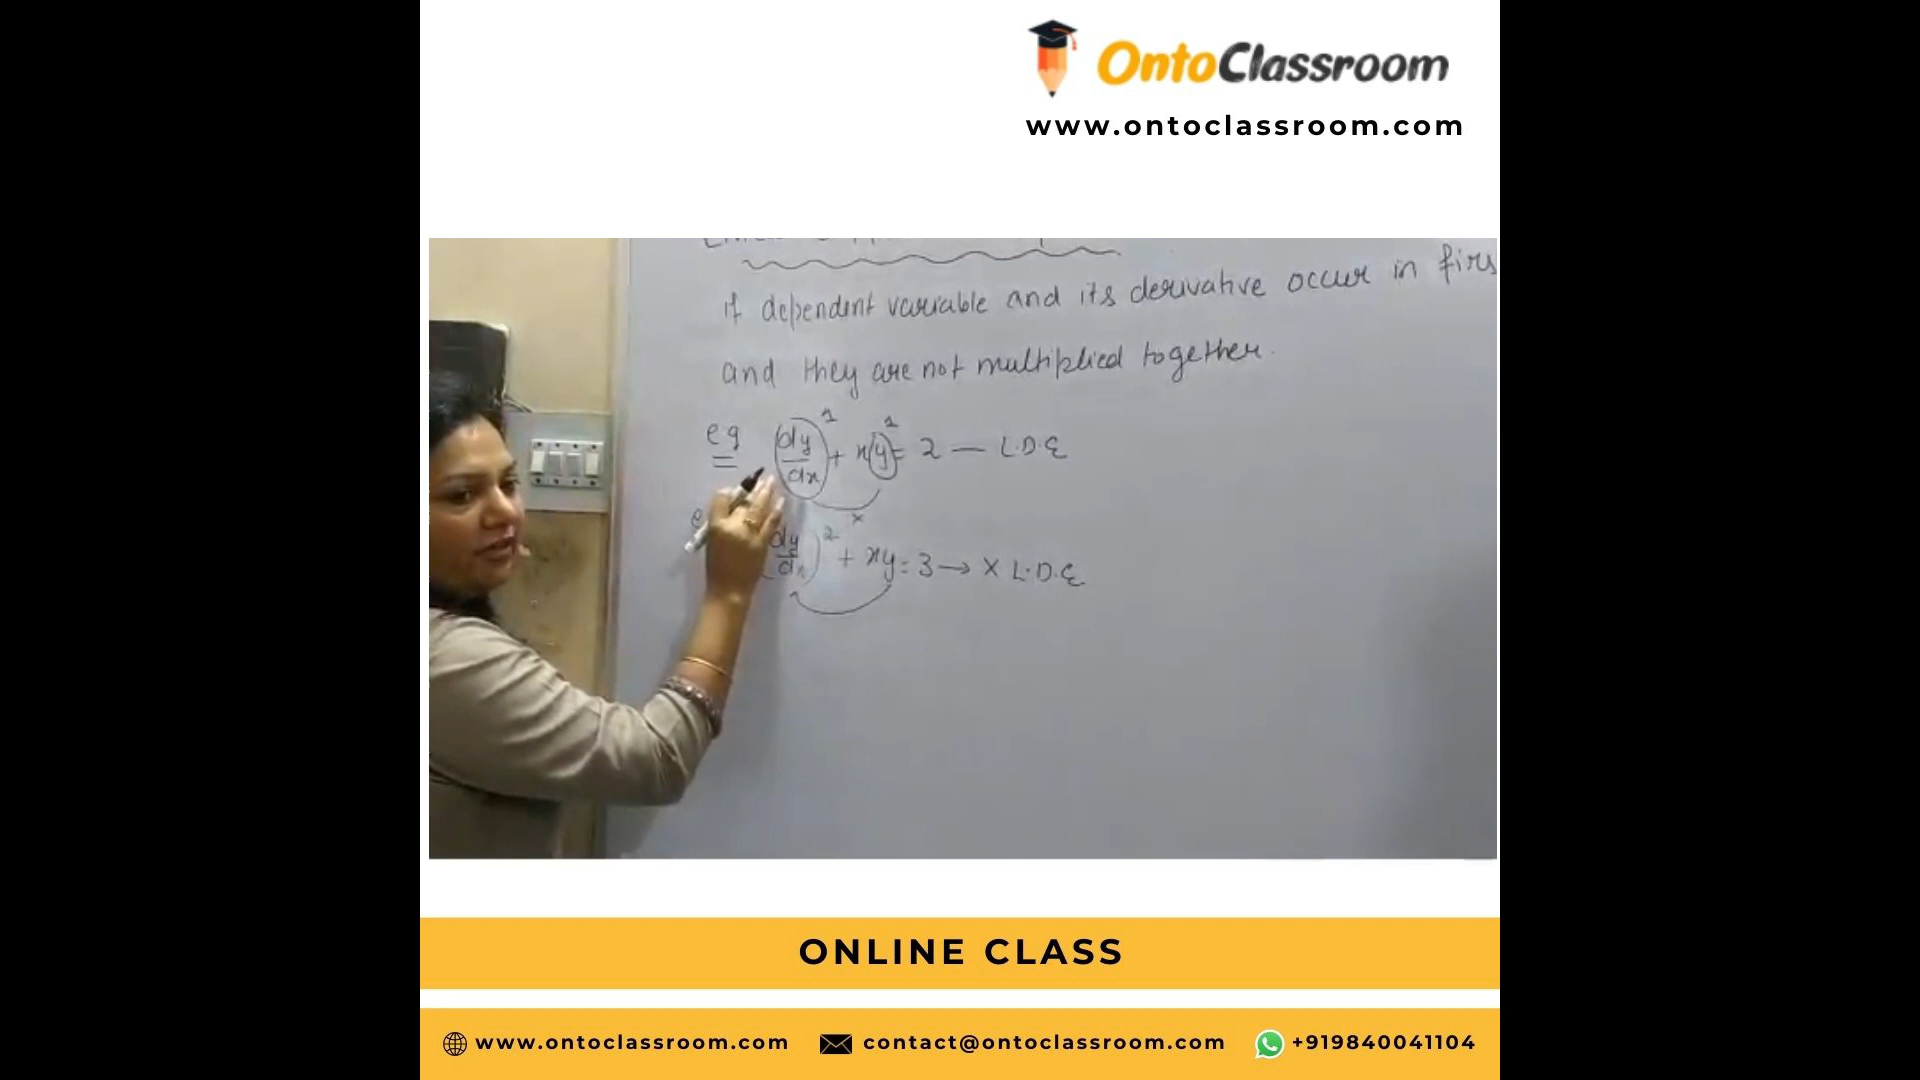 OntoClassroom
www.ontoclassroom.com
if dependent variable and its derivative occur in firs
and they are not multiplied together.
eg (dy/dx)¹ + x(y)¹ = 2 — L.D.E
x
(dy/dx)² + xy = 3 → X L.D.E
ONLINE CLASS
www.ontoclassroom.com contact@ontoclassroom.com +919840041104